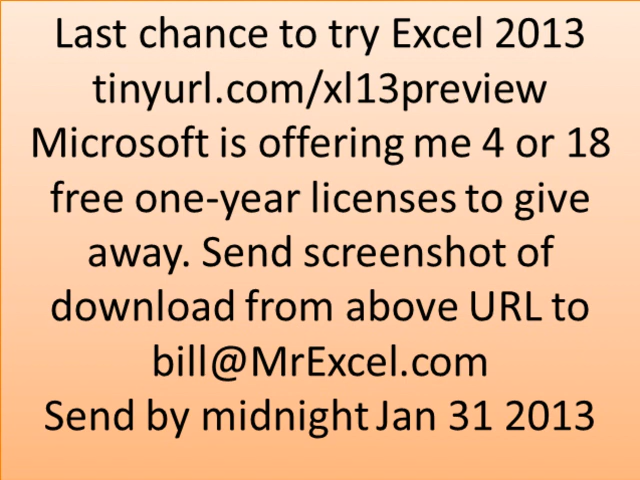 Last chance to try Excel 2013
tinyurl.com/xl13preview
Microsoft is offering me 4 or 18
free one-year licenses to give
away. Send screenshot of
download from above URL to
bill@MrExcel.com
Send by midnight Jan 31 2013